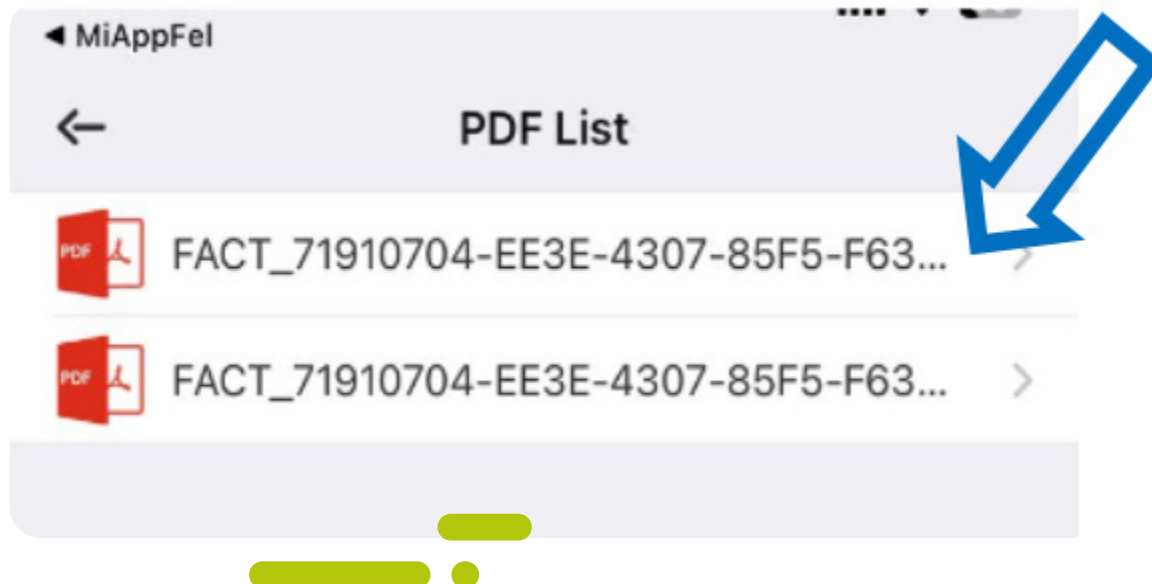 ◀ MiAppFel
PDF List
PDF FACT_71910704-EE3E-4307-85F5-F63...
PDF FACT_71910704-EE3E-4307-85F5-F63...